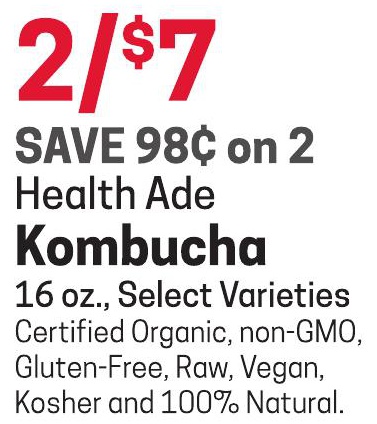 2/$7
SAVE 98¢ on 2
Health Ade
Kombucha
16 oz., Select Varieties
Certified Organic, non-GMO,
Gluten-Free, Raw, Vegan,
Kosher and 100% Natural.